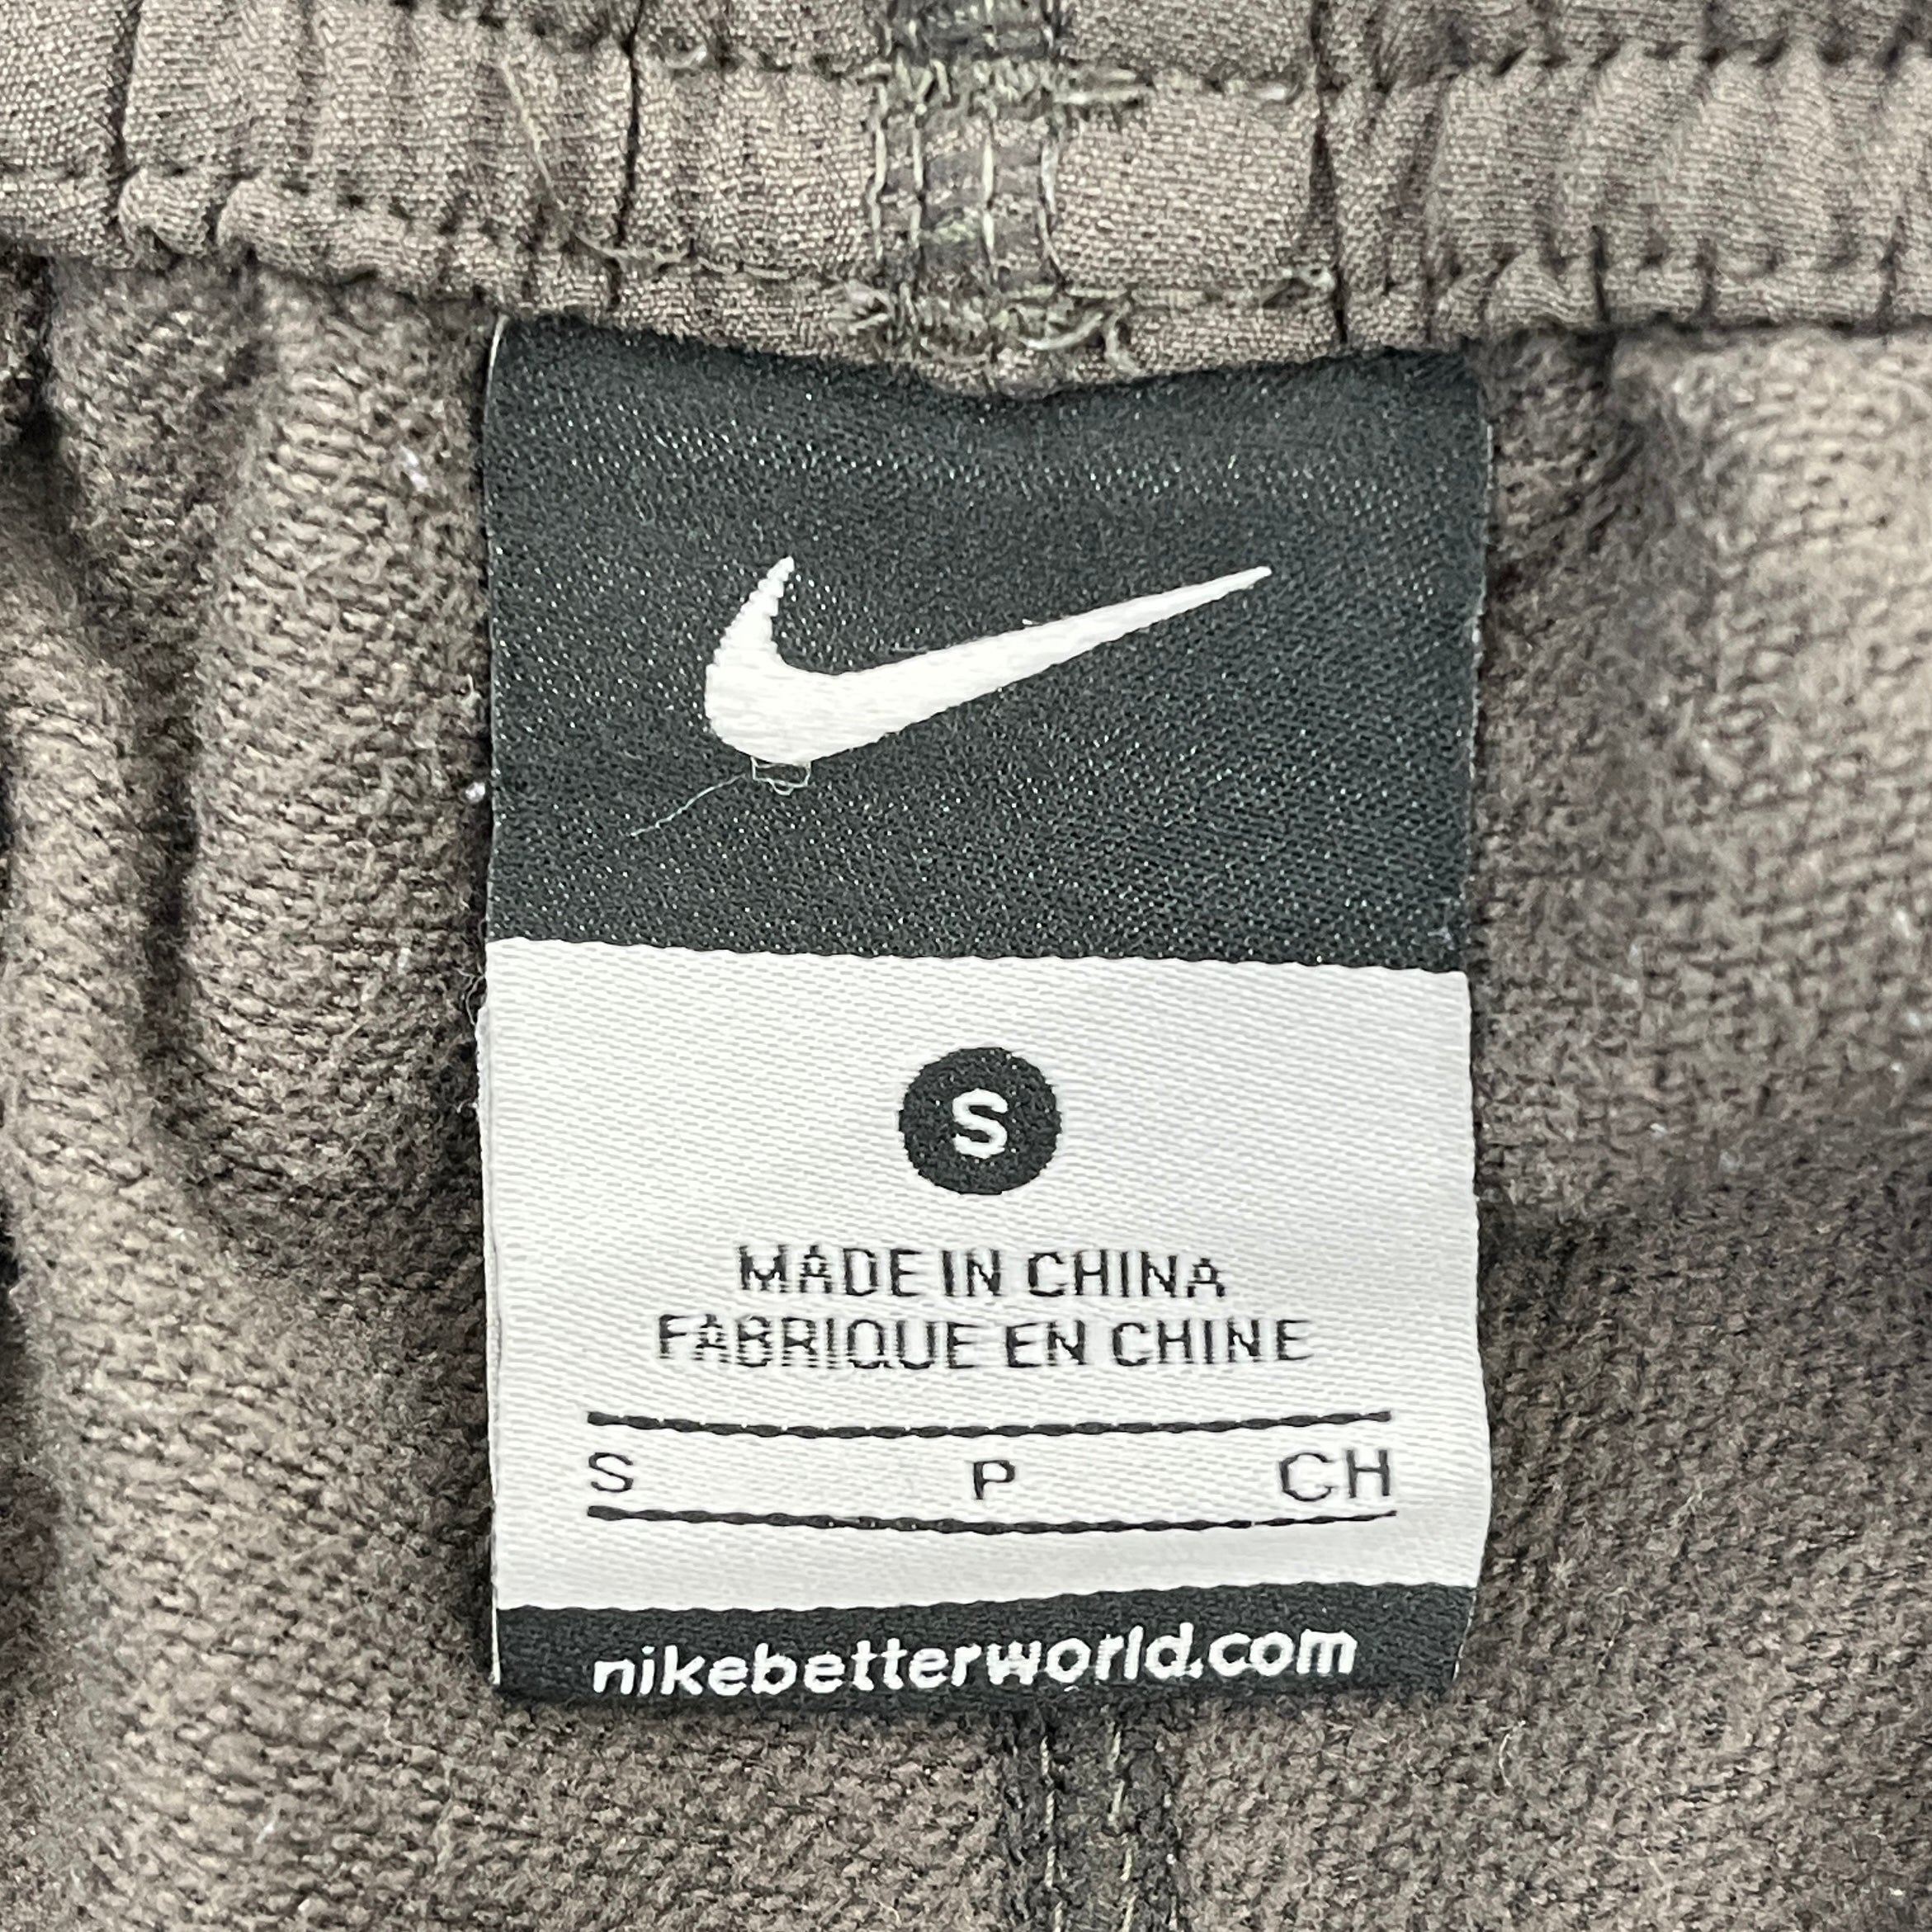 S
MADE IN CHINA
FABRIQUE EN CHINE
S P CH
nikebetterworld.com